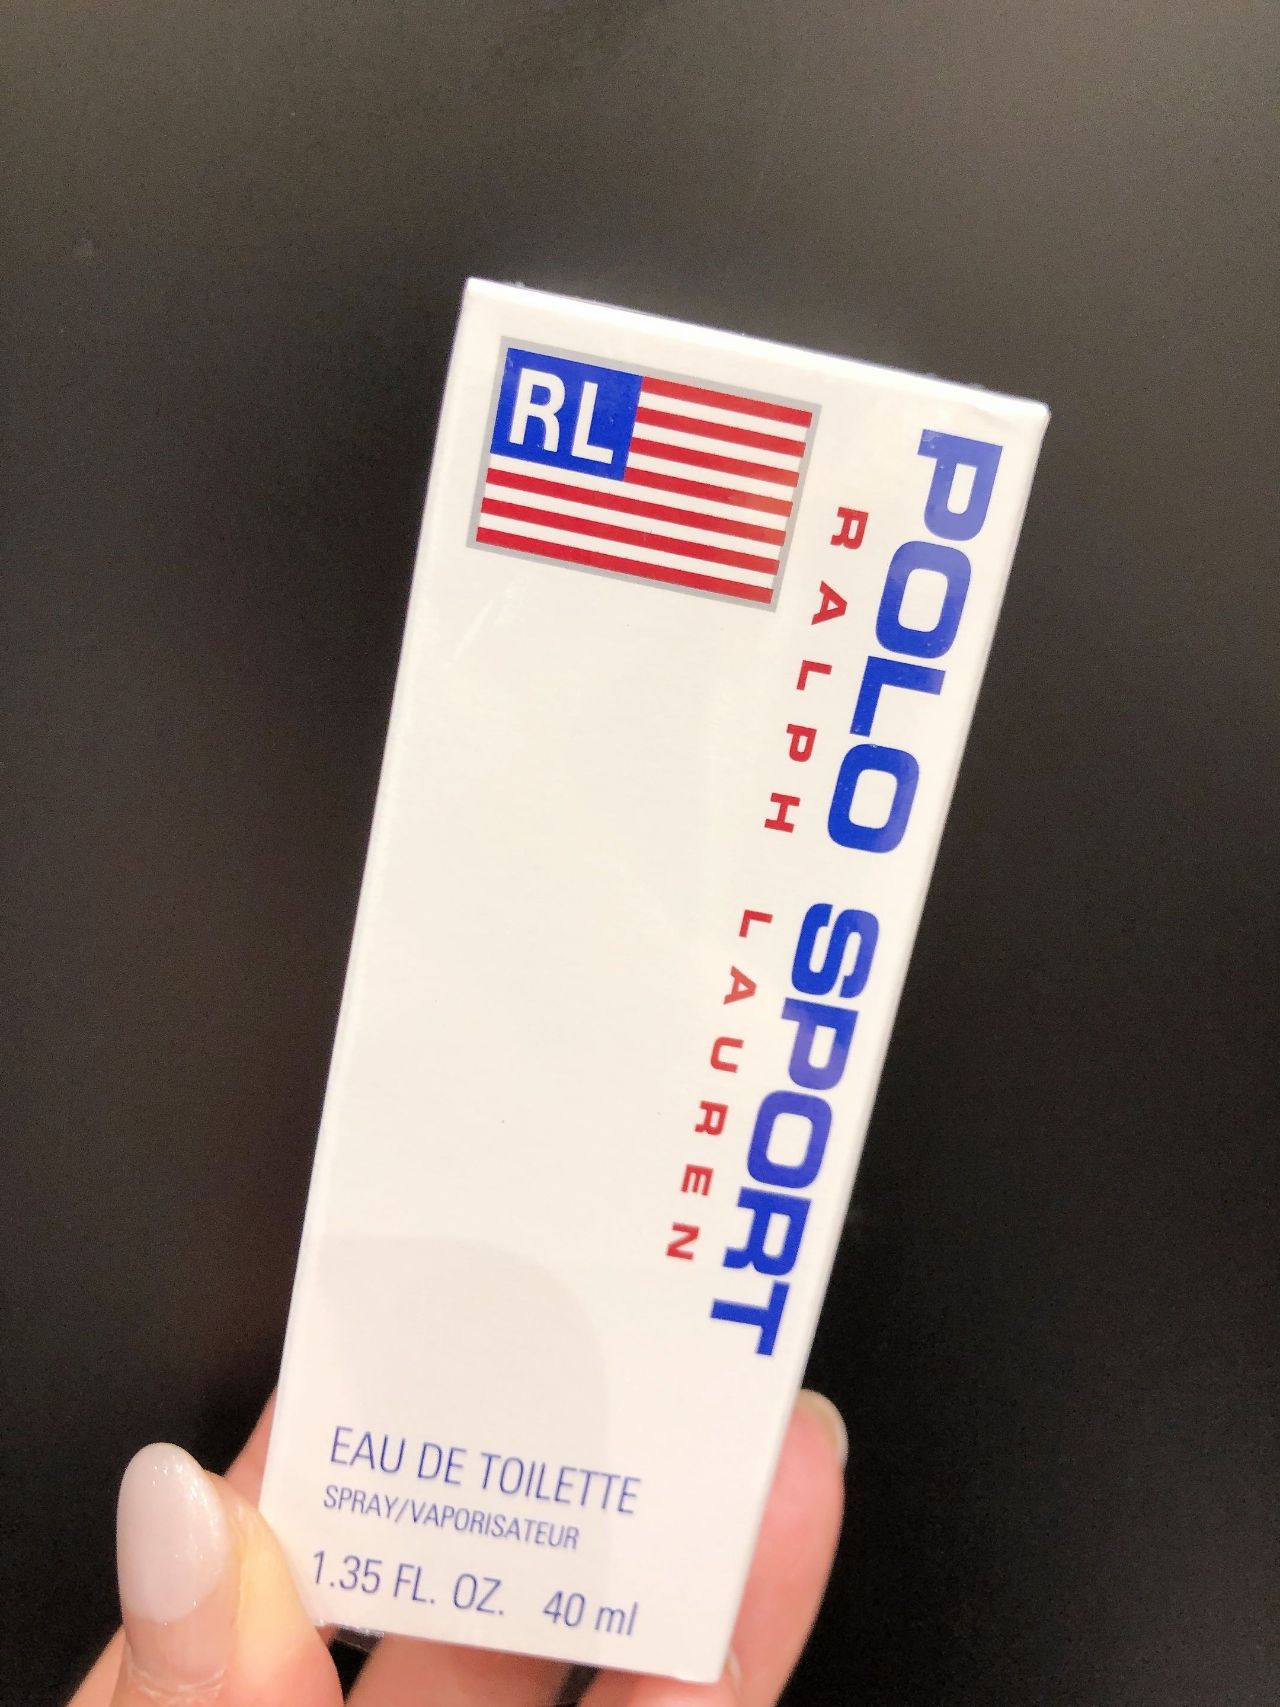 RL
POLO SPORT
RALPH LAUREN
EAU DE TOILETTE
SPRAY/VAPORISATEUR
1.35 FL. OZ. 40 ml